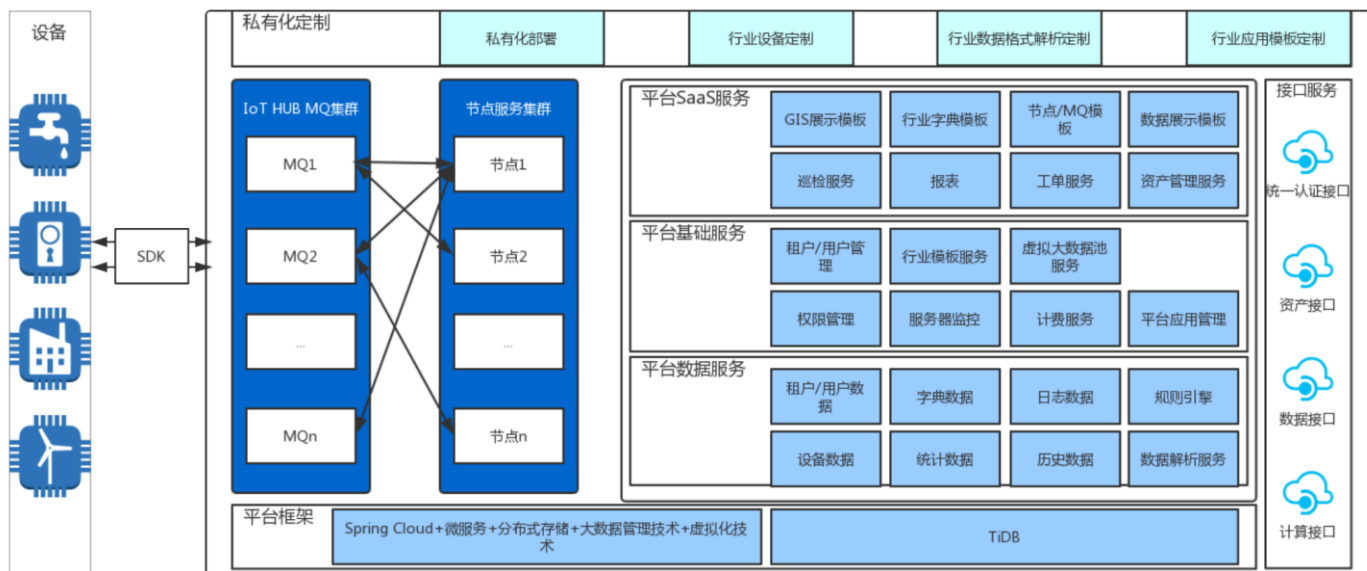 设备
SDK
私有化定制
私有化部署
行业设备定制
行业数据格式解析定制
行业应用模板定制
IoT HUB MQ集群
MQ1
MQ2
...
MQn
节点服务集群
节点1
节点2
...
节点n
平台SaaS服务
GIS展示模板
行业字典模板
节点/MQ模
板
数据展示模板
巡检服务
报表
工单服务
资产管理服务
平台基础服务
租户/用户管
理
行业模板服务
虚拟大数据池
服务
权限管理
服务器监控
计费服务
平台应用管理
平台数据服务
租户/用户数
据
字典数据
日志数据
规则引擎
设备数据
统计数据
历史数据
数据解析服务
接口服务
统一认证接口
资产接口
数据接口
计算接口
平台框架
Spring Cloud+微服务+分布式存储+大数据管理技术+虚拟化技
术
TiDB